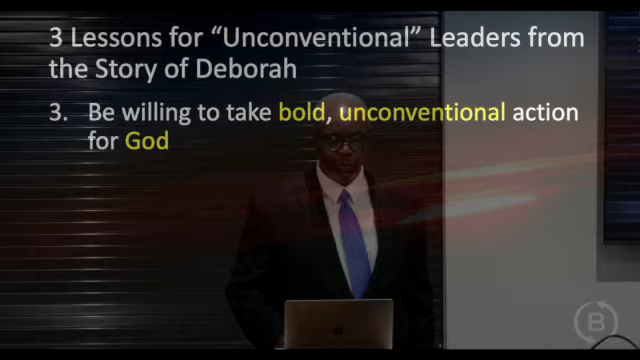 3 Lessons for “Unconventional” Leaders from
the Story of Deborah
3. Be willing to take bold, unconventional action
for God
B